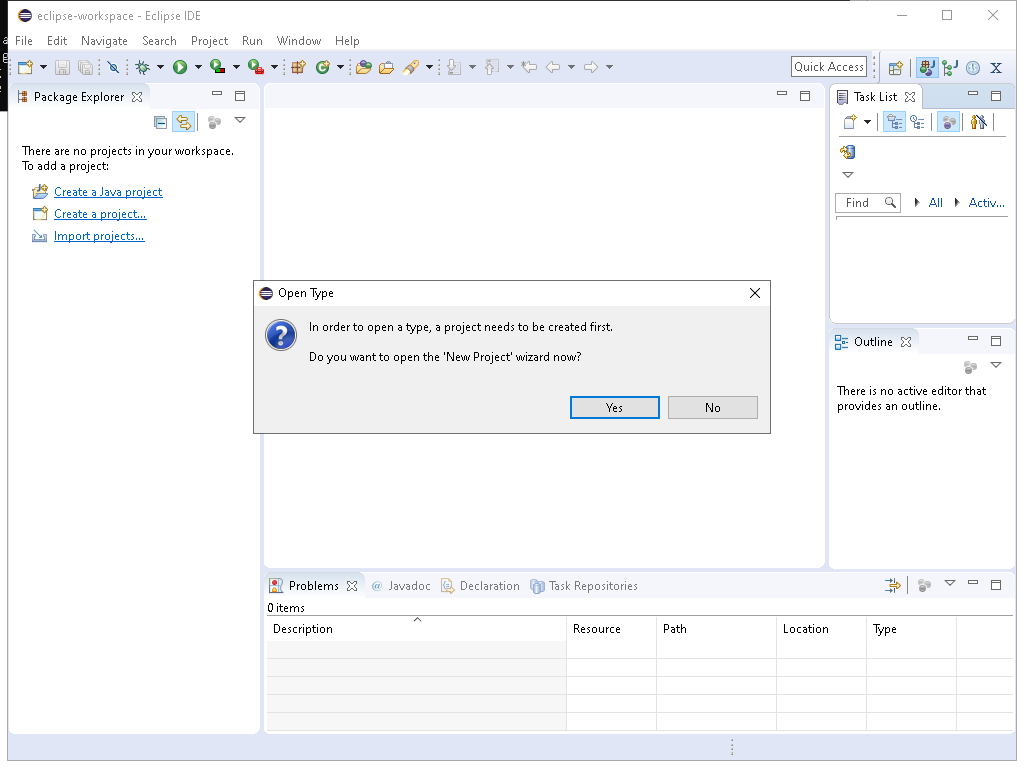 eclipse-workspace - Eclipse IDE
File Edit Navigate Search Project Run Window Help
Quick Access
Package Explorer
Task List
There are no projects in your workspace.
To add a project:
Create a Java project
Create a project...
Import projects...
Find All Activ...
Open Type
In order to open a type, a project needs to be created first.
Do you want to open the 'New Project' wizard now?
Yes No
Outline
There is no active editor that
provides an outline.
Problems @ Javadoc Declaration Task Repositories
0 items
Description Resource Path Location Type